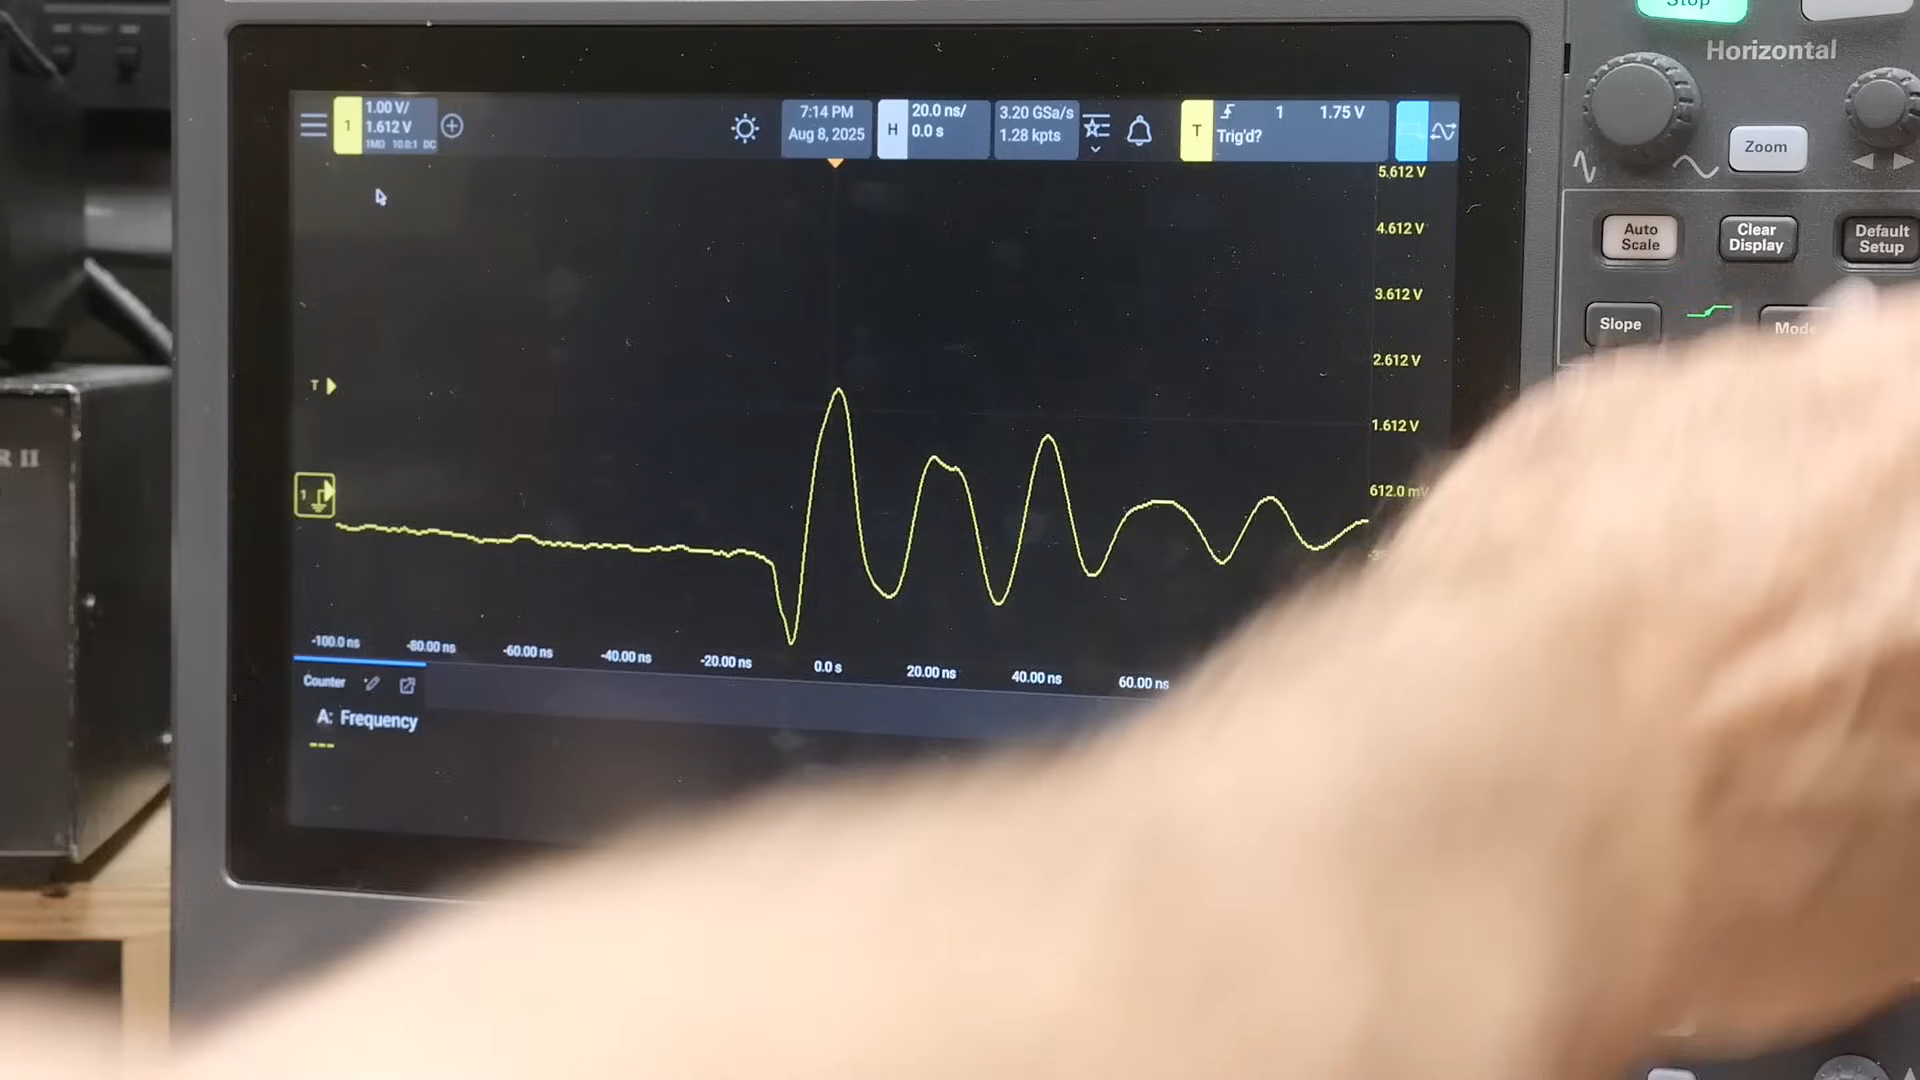 Stop
Horizontal
1
1.00 V/
1.612 V
1MΩ 10.0:1 DC
7:14 PM
Aug 8, 2025
H
20.0 ns/
0.0 s
3.20 GSa/s
1.28 kpts
T
1
1.75 V
Trig'd?
Zoom
Auto
Scale
Clear
Display
Default
Setup
Slope
Mode
5.612 V
4.612 V
3.612 V
2.612 V
1.612 V
612.0 mV
T
1
R II
-100.0 ns
-80.00 ns
-60.00 ns
-40.00 ns
-20.00 ns
0.0 s
20.00 ns
40.00 ns
60.00 ns
Counter
A: Frequency
---